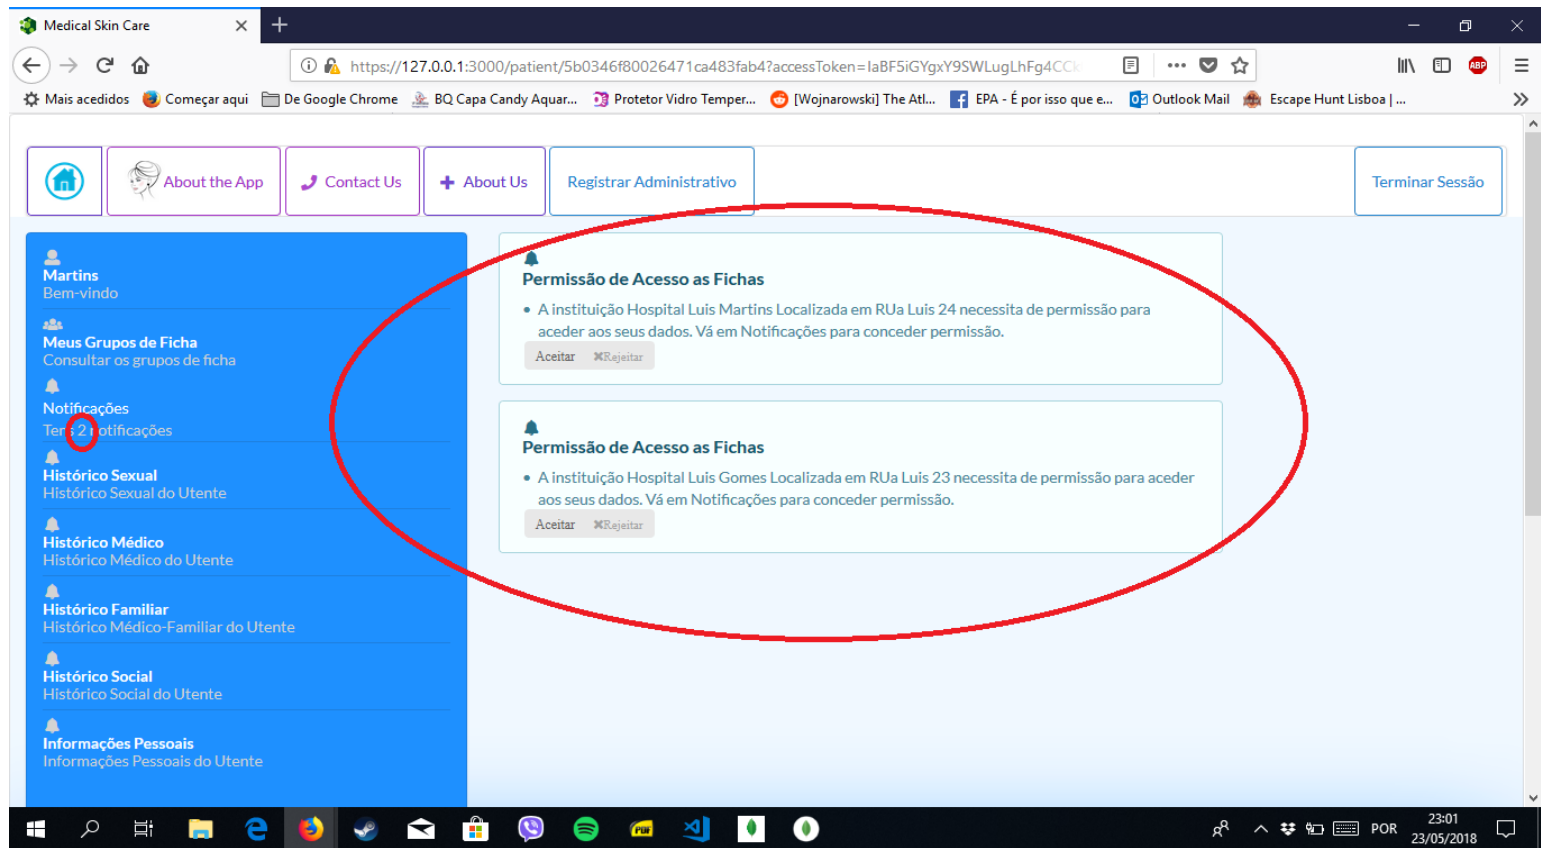 Medical Skin Care
https://127.0.0.1:3000/patient/5b0346f80026471ca483fab4?accessToken=IaBF5iGYgxY9SWLugLhFg4CCk
ABP
Mais acedidos Começar aqui De Google Chrome BQ Capa Candy Aquar... Protetor Vidro Temper... [Wojnarowski] The Atl... EPA - É por isso que e... Outlook Mail Escape Hunt Lisboa | ...
About the App Contact Us About Us Registrar Administrativo Terminar Sessão
Martins
Bem-vindo
Meus Grupos de Ficha
Consultar os grupos de ficha
Notificações
Tens 2 notificações
Histórico Sexual
Histórico Sexual do Utente
Histórico Médico
Histórico Médico do Utente
Histórico Familiar
Histórico Médico-Familiar do Utente
Histórico Social
Histórico Social do Utente
Informações Pessoais
Informações Pessoais do Utente
Permissão de Acesso as Fichas
• A instituição Hospital Luis Martins Localizada em RUa Luis 24 necessita de permissão para
aceder aos seus dados. Vá em Notificações para conceder permissão.
Aceitar ✖Rejeitar
Permissão de Acesso as Fichas
• A instituição Hospital Luis Gomes Localizada em RUa Luis 23 necessita de permissão para aceder
aos seus dados. Vá em Notificações para conceder permissão.
Aceitar ✖Rejeitar
PDF
POR
23:01
23/05/2018